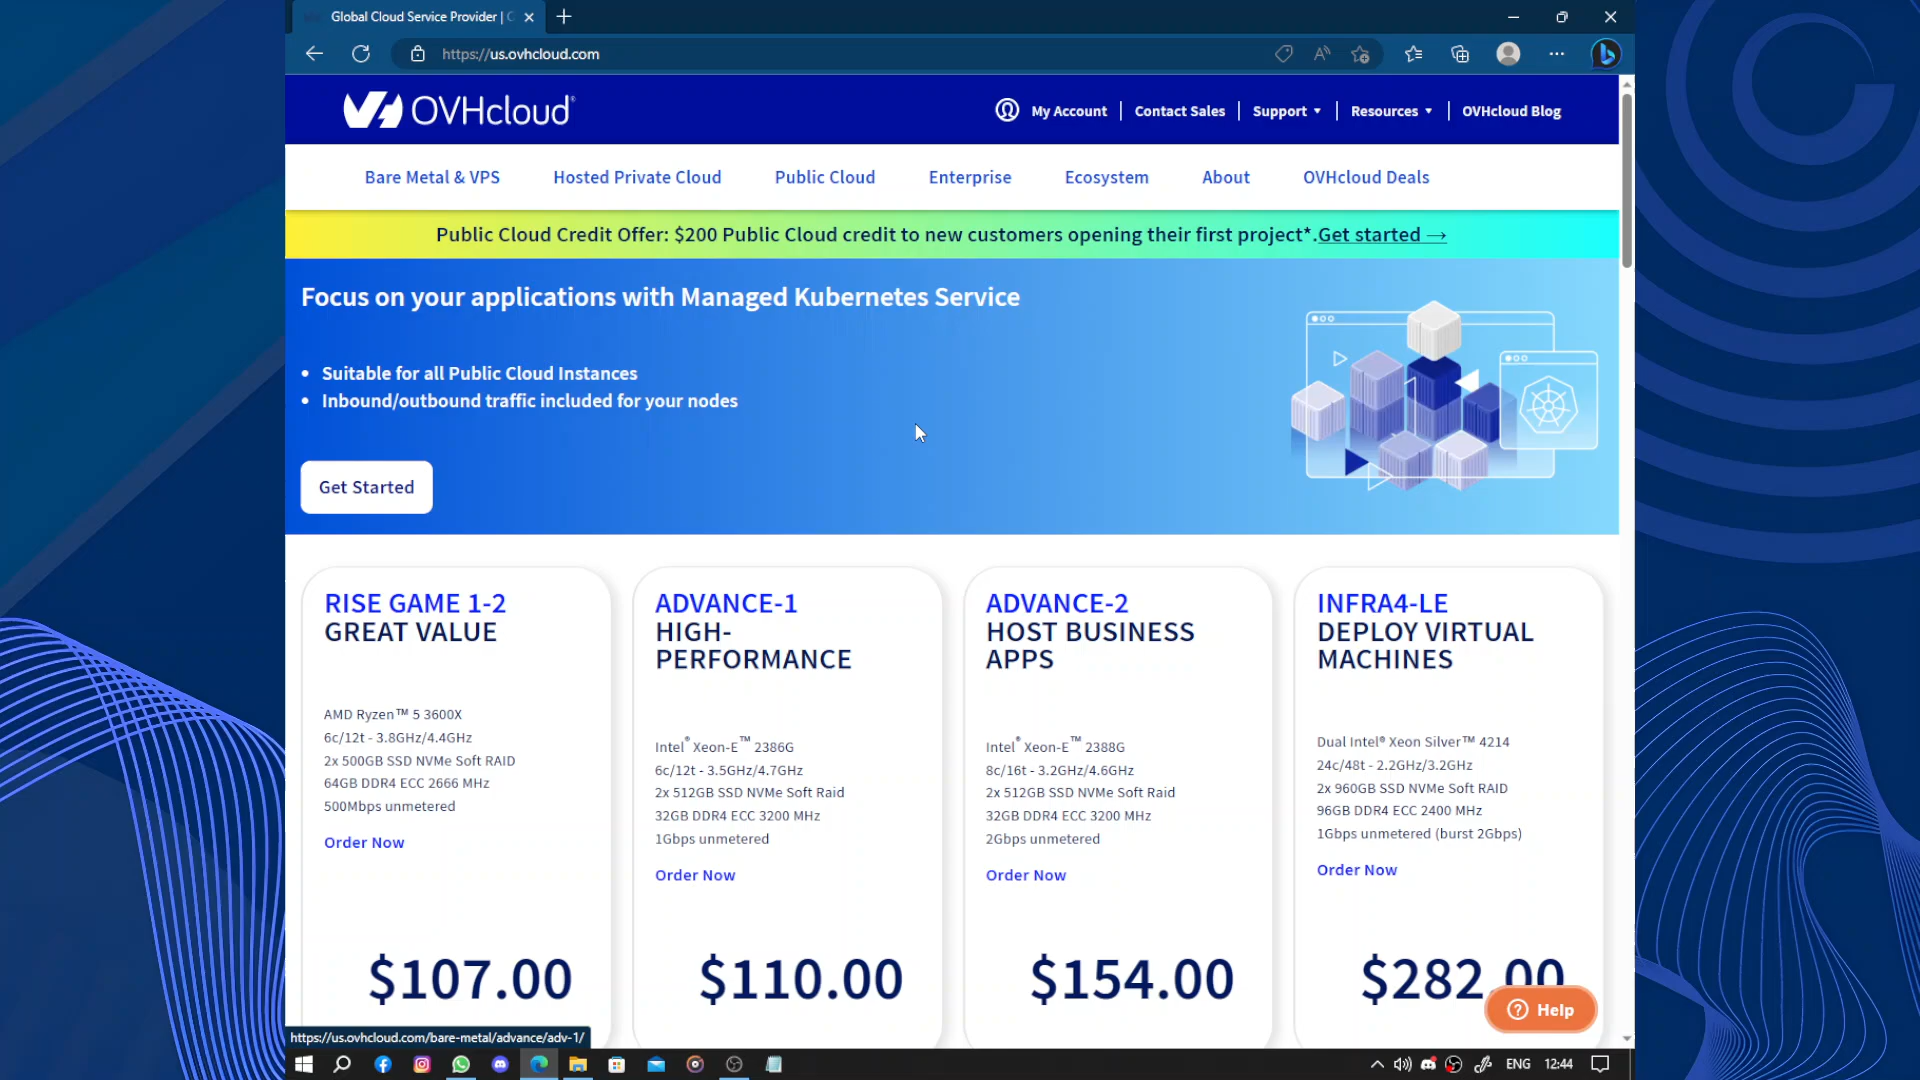 Global Cloud Service Provider |
https://us.ovhcloud.com
OVHcloud®
My Account
Contact Sales
Support
Resources
OVHcloud Blog
Bare Metal & VPS
Hosted Private Cloud
Public Cloud
Enterprise
Ecosystem
About
OVHcloud Deals
Public Cloud Credit Offer: $200 Public Cloud credit to new customers opening their first project*. Get started →
Focus on your applications with Managed Kubernetes Service
• Suitable for all Public Cloud Instances
• Inbound/outbound traffic included for your nodes
Get Started
RISE GAME 1-2
GREAT VALUE
AMD Ryzen™ 5 3600X
6c/12t - 3.8GHz/4.4GHz
2x 500GB SSD NVMe Soft RAID
64GB DDR4 ECC 2666 MHz
500Mbps unmetered
Order Now
$107.00
ADVANCE-1
HIGH-
PERFORMANCE
Intel® Xeon-E™ 2386G
6c/12t - 3.5GHz/4.7GHz
2x 512GB SSD NVMe Soft Raid
32GB DDR4 ECC 3200 MHz
1Gbps unmetered
Order Now
$110.00
ADVANCE-2
HOST BUSINESS
APPS
Intel® Xeon-E™ 2388G
8c/16t - 3.2GHz/4.6GHz
2x 512GB SSD NVMe Soft Raid
32GB DDR4 ECC 3200 MHz
2Gbps unmetered
Order Now
$154.00
INFRA4-LE
DEPLOY VIRTUAL
MACHINES
Dual Intel® Xeon Silver™ 4214
24c/48t - 2.2GHz/3.2GHz
2x 960GB SSD NVMe Soft RAID
96GB DDR4 ECC 2400 MHz
1Gbps unmetered (burst 2Gbps)
Order Now
$282.00
Help
https://us.ovhcloud.com/bare-metal/advance/adv-1/
ENG
12:44